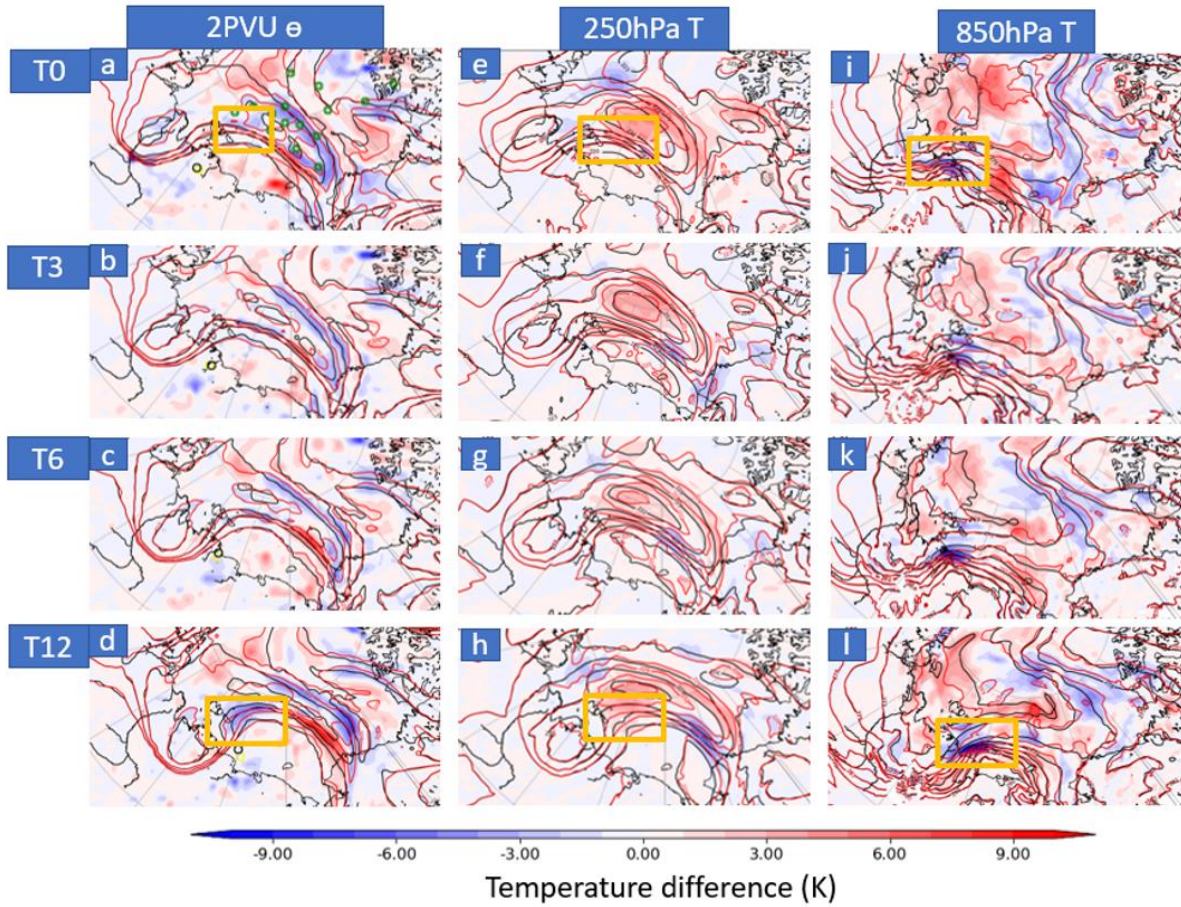 2PVU ө
250hPa T
850hPa T
T0
a
e
i
T3
b
f
j
T6
c
g
k
T12
d
h
l
-9.00 -6.00 -3.00 0.00 3.00 6.00 9.00
Temperature difference (K)